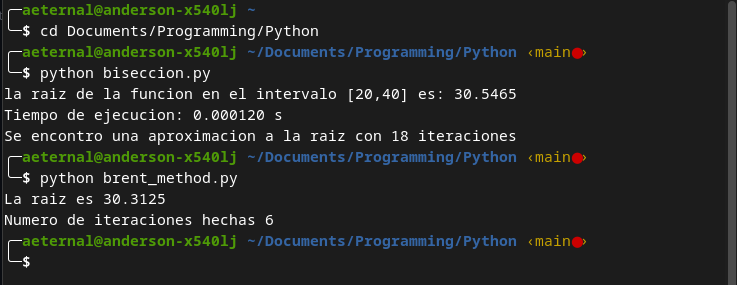 aeternal@anderson-x540lj ~
$ cd Documents/Programming/Python
aeternal@anderson-x540lj ~/Documents/Programming/Python ‹main●›
$ python biseccion.py
la raiz de la funcion en el intervalo [20,40] es: 30.5465
Tiempo de ejecucion: 0.000120 s
Se encontro una aproximacion a la raiz con 18 iteraciones
aeternal@anderson-x540lj ~/Documents/Programming/Python ‹main●›
$ python brent_method.py
La raiz es 30.3125
Numero de iteraciones hechas 6
aeternal@anderson-x540lj ~/Documents/Programming/Python ‹main●›
$